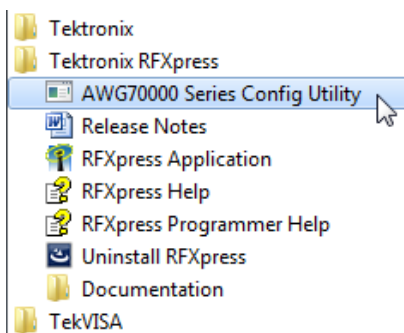 Tektronix
Tektronix RFXpress
AWG70000 Series Config Utility
Release Notes
RFXpress Application
RFXpress Help
RFXpress Programmer Help
Uninstall RFXpress
Documentation
TekVISA